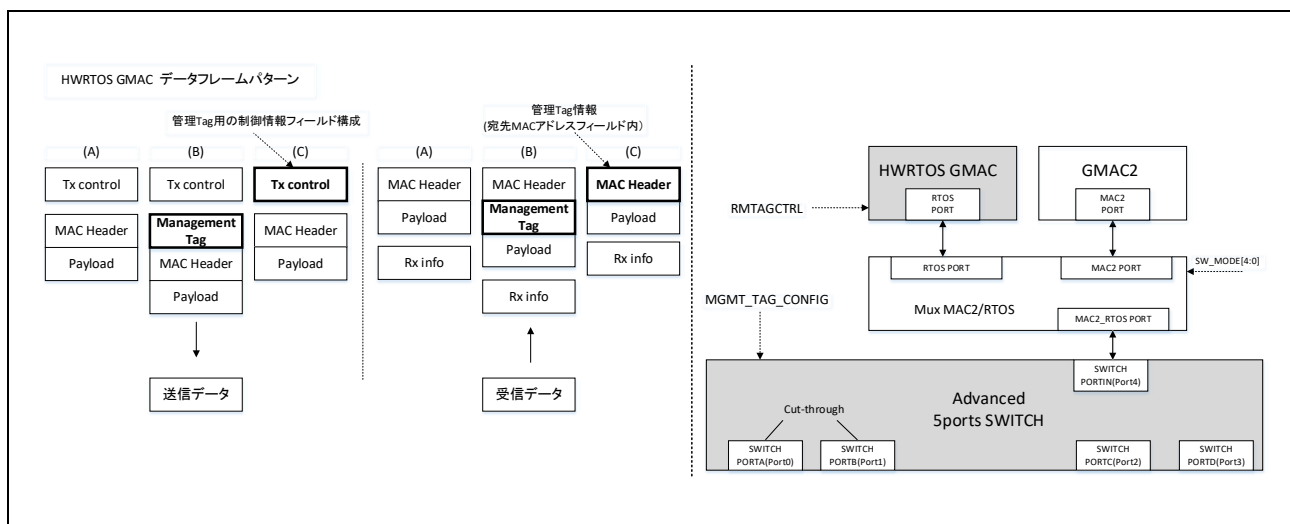 HWRTOS GMAC データフレームパターン
管理Tag用の制御情報フィールド構成
(A)
(B)
(C)
Tx control
Tx control
Tx control
MAC Header
Payload
Management
Tag
MAC Header
Payload
MAC Header
Payload
送信データ
管理Tag情報
(宛先MACアドレスフィールド内)
(A)
(B)
(C)
MAC Header
Payload
Rx info
MAC Header
Management
Tag
Payload
Rx info
MAC Header
Payload
Rx info
受信データ
HWRTOS GMAC
RTOS
PORT
GMAC2
MAC2
PORT
RMTAGCTRL
RTOS PORT
MAC2 PORT
SW_MODE[4:0]
Mux MAC2/RTOS
MAC2_RTOS PORT
MGMT_TAG_CONFIG
SWITCH
PORTIN(Port4)
Advanced
5ports SWITCH
Cut-through
SWITCH
PORTA(Port0)
SWITCH
PORTB(Port1)
SWITCH
PORTC(Port2)
SWITCH
PORTD(Port3)